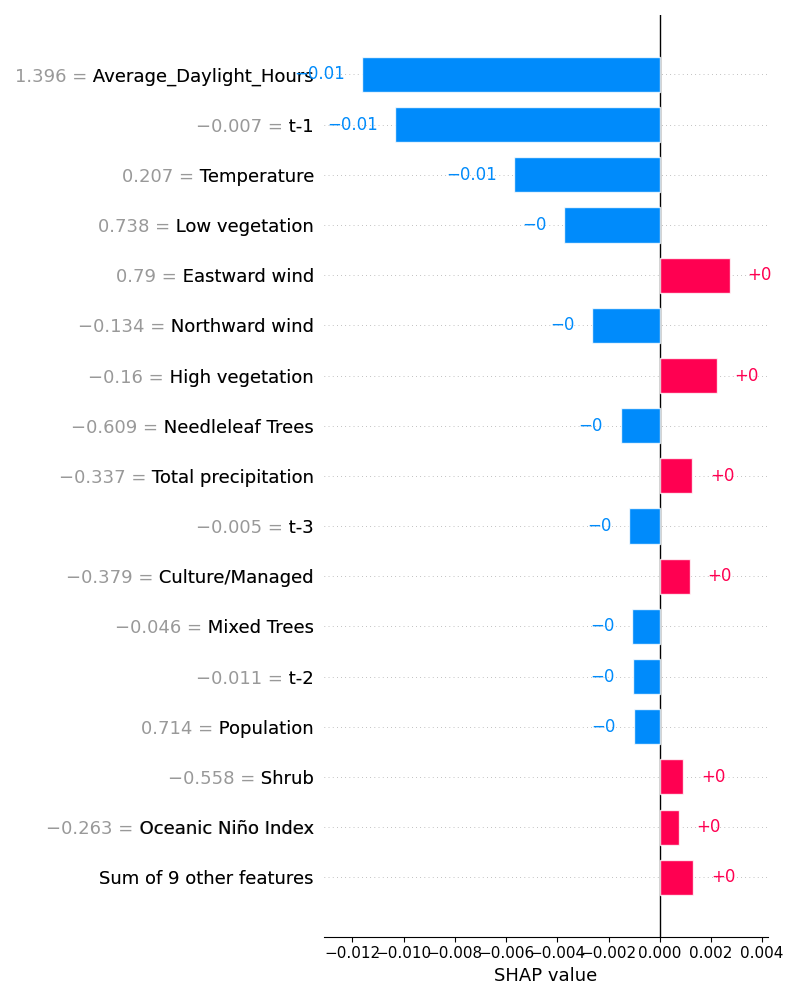 1.396 = Average_Daylight_Hours −0.01
−0.007 = t-1 −0.01
0.207 = Temperature −0.01
0.738 = Low vegetation −0
0.79 = Eastward wind +0
−0.134 = Northward wind −0
−0.16 = High vegetation +0
−0.609 = Needleleaf Trees −0
−0.337 = Total precipitation +0
−0.005 = t-3 −0
−0.379 = Culture/Managed +0
−0.046 = Mixed Trees −0
−0.011 = t-2 −0
0.714 = Population −0
−0.558 = Shrub +0
−0.263 = Oceanic Niño Index +0
Sum of 9 other features +0
−0.012 −0.010 −0.008 −0.006 −0.004 −0.002 0.000 0.002 0.004
SHAP value